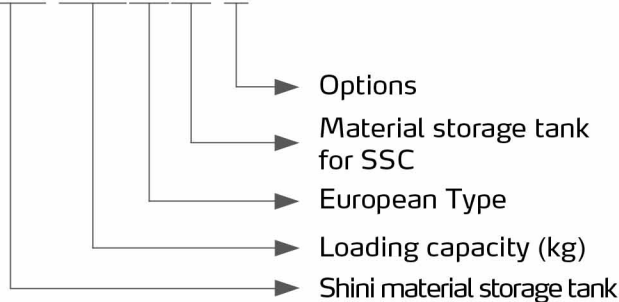 Options
Material storage tank
for SSC
European Type
Loading capacity (kg)
Shini material storage tank